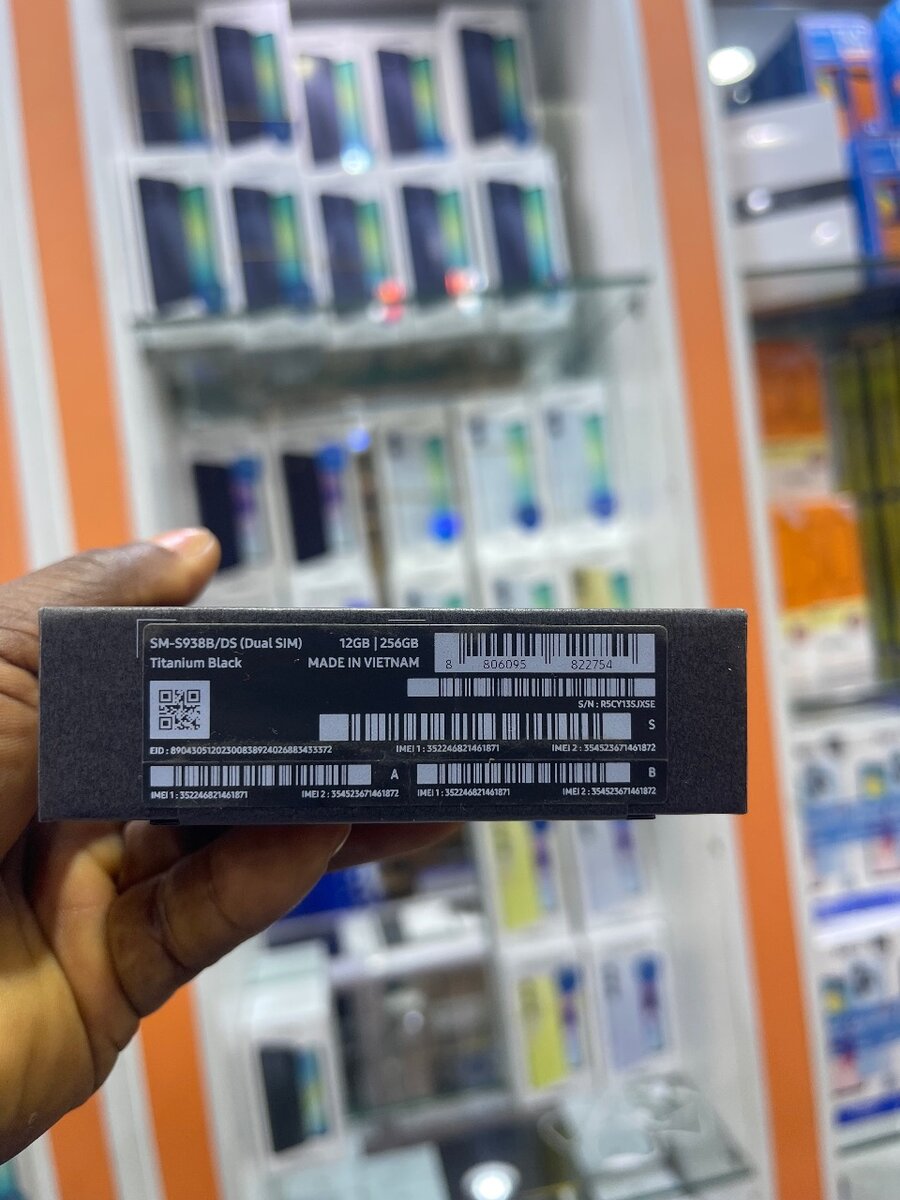 SM-S938B/DS (Dual SIM) 12GB | 256GB
Titanium Black MADE IN VIETNAM
8 806095 822754
S/N : R5CY13SJXSE
S
EID : 89043051202300838924026883433372 IMEI 1 : 352246821461871 IMEI 2 : 354523671461872
A
B
IMEI 1 : 352246821461871 IMEI 2 : 354523671461872
IMEI 1 : 352246821461871 IMEI 2 : 354523671461872